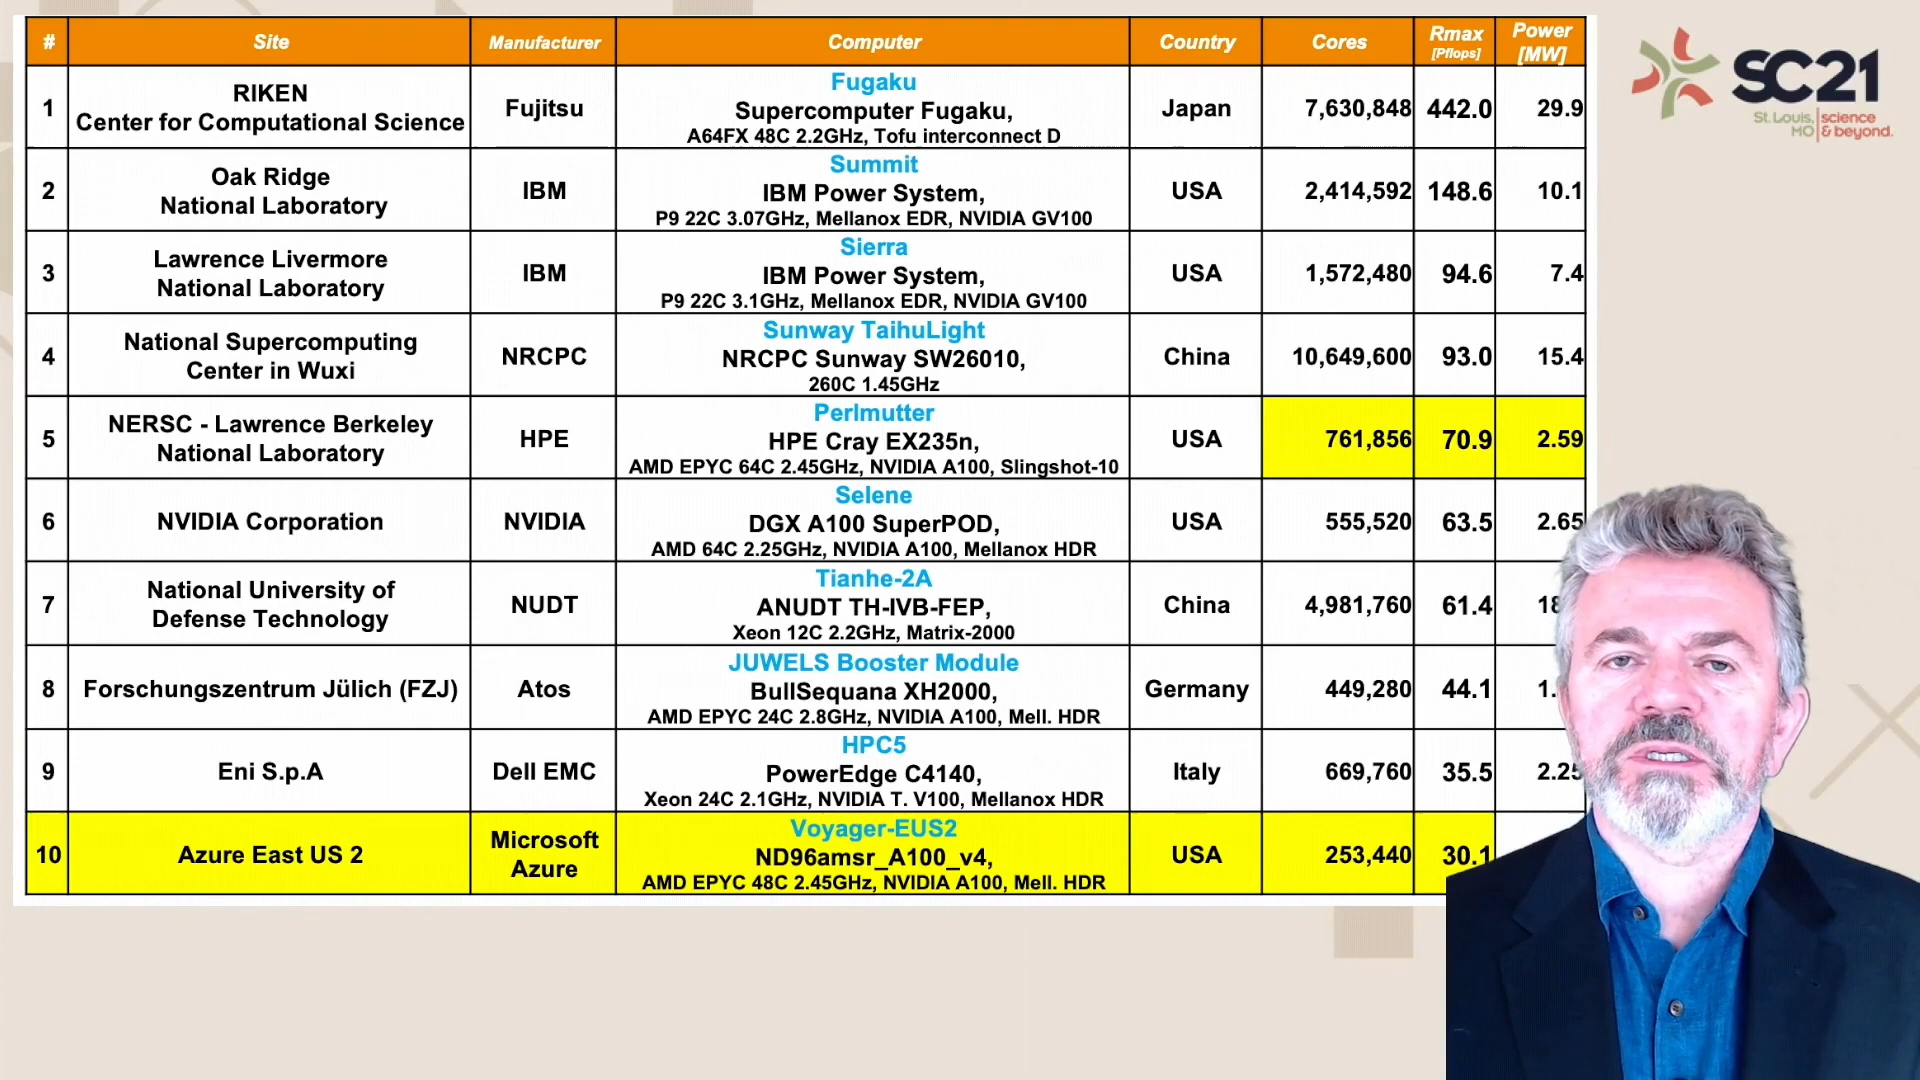 # Site Manufacturer Computer Country Cores Rmax [Pflops] Power [MW]
1 RIKEN Center for Computational Science Fujitsu Fugaku Supercomputer Fugaku, A64FX 48C 2.2GHz, Tofu interconnect D Japan 7,630,848 442.0 29.9
2 Oak Ridge National Laboratory IBM Summit IBM Power System, P9 22C 3.07GHz, Mellanox EDR, NVIDIA GV100 USA 2,414,592 148.6 10.1
3 Lawrence Livermore National Laboratory IBM Sierra IBM Power System, P9 22C 3.1GHz, Mellanox EDR, NVIDIA GV100 USA 1,572,480 94.6 7.4
4 National Supercomputing Center in Wuxi NRCPC Sunway TaihuLight NRCPC Sunway SW26010, 260C 1.45GHz China 10,649,600 93.0 15.4
5 NERSC - Lawrence Berkeley National Laboratory HPE Perlmutter HPE Cray EX235n, AMD EPYC 64C 2.45GHz, NVIDIA A100, Slingshot-10 USA 761,856 70.9 2.59
6 NVIDIA Corporation NVIDIA Selene DGX A100 SuperPOD, AMD 64C 2.25GHz, NVIDIA A100, Mellanox HDR USA 555,520 63.5 2.65
7 National University of Defense Technology NUDT Tianhe-2A ANUDT TH-IVB-FEP, Xeon 12C 2.2GHz, Matrix-2000 China 4,981,760 61.4
8 Forschungszentrum Jülich (FZJ) Atos JUWELS Booster Module BullSequana XH2000, AMD EPYC 24C 2.8GHz, NVIDIA A100, Mell. HDR Germany 449,280 44.1
9 Eni S.p.A Dell EMC HPC5 PowerEdge C4140, Xeon 24C 2.1GHz, NVIDIA T. V100, Mellanox HDR Italy 669,760 35.5 2.25
10 Azure East US 2 Microsoft Azure Voyager-EUS2 ND96amsr_A100_v4, AMD EPYC 48C 2.45GHz, NVIDIA A100, Mell. HDR USA 253,440 30.1
SC21
St. Louis, MO
science & beyond.